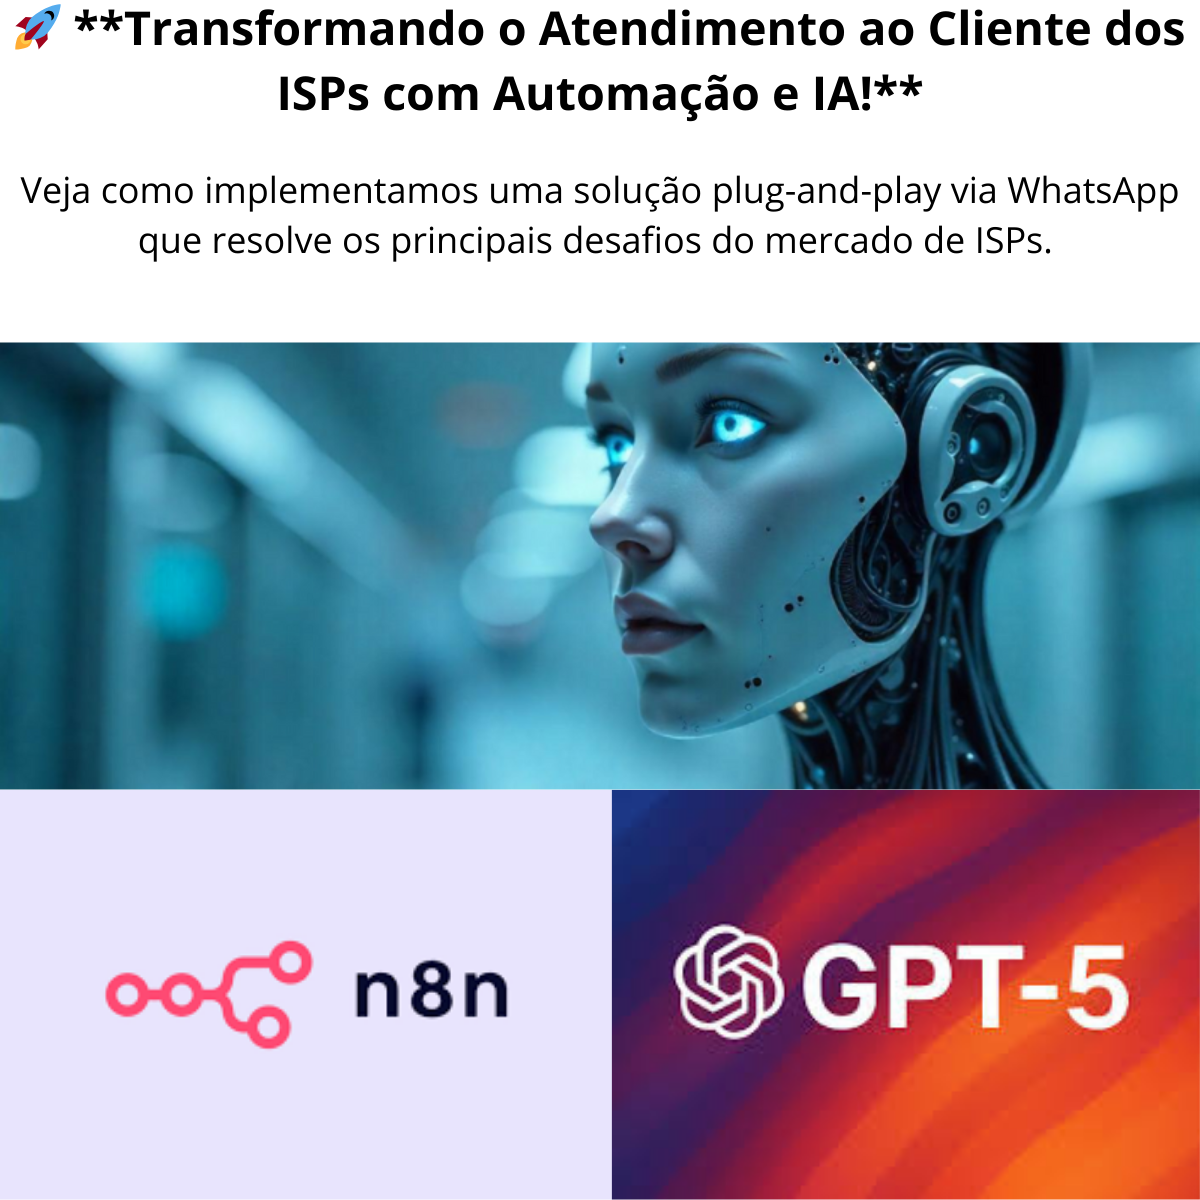 🚀 **Transformando o Atendimento ao Cliente dos
ISPs com Automação e IA!**
Veja como implementamos uma solução plug-and-play via WhatsApp
que resolve os principais desafios do mercado de ISPs.
n8n
GPT-5